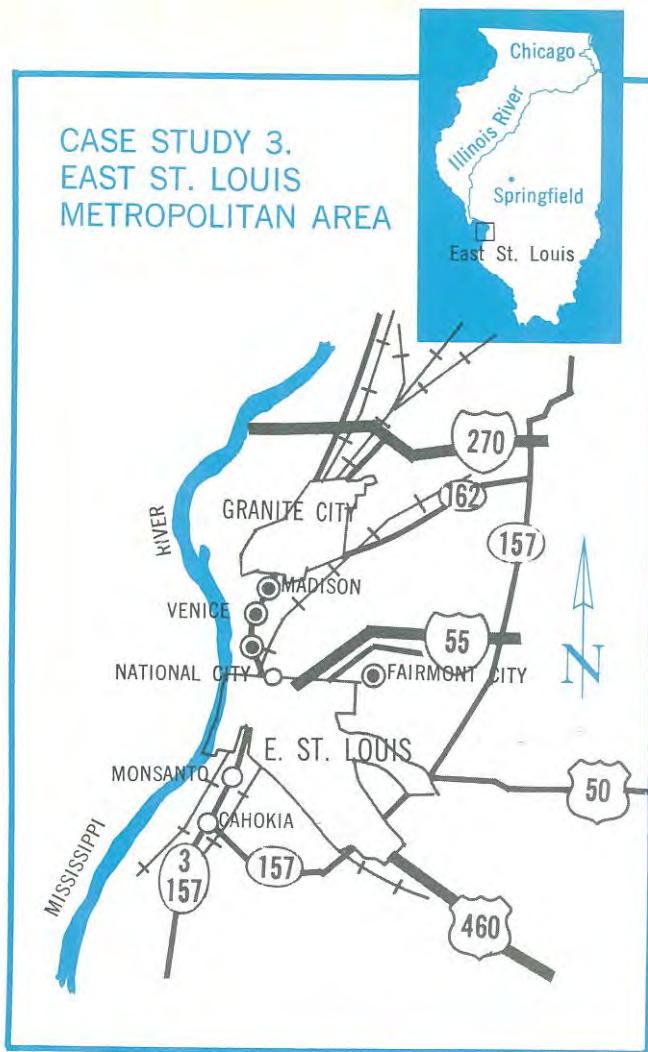 CASE STUDY 3.
EAST ST. LOUIS
METROPOLITAN AREA
Chicago
Illinois River
Springfield
East St. Louis
270
GRANITE CITY
162
RIVER
157
MADISON
VENICE
55
N
NATIONAL CITY
FAIRMONT CITY
E. ST. LOUIS
MONSANTO
50
CAHOKIA
MISSISSIPPI
3
157
157
460